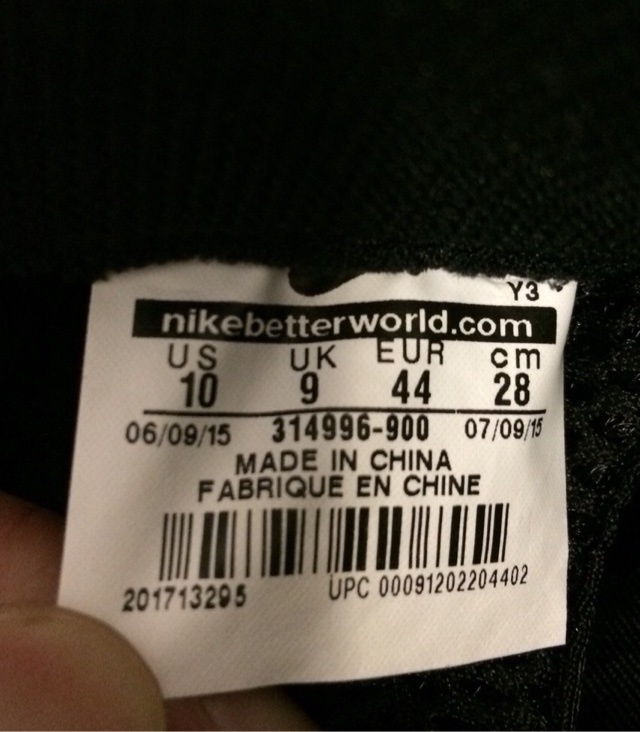 Y3
nikebetterworld.com
US UK EUR cm
10 9 44 28
06/09/15 314996-900 07/09/15
MADE IN CHINA
FABRIQUE EN CHINE
201713295 UPC 00091202204402